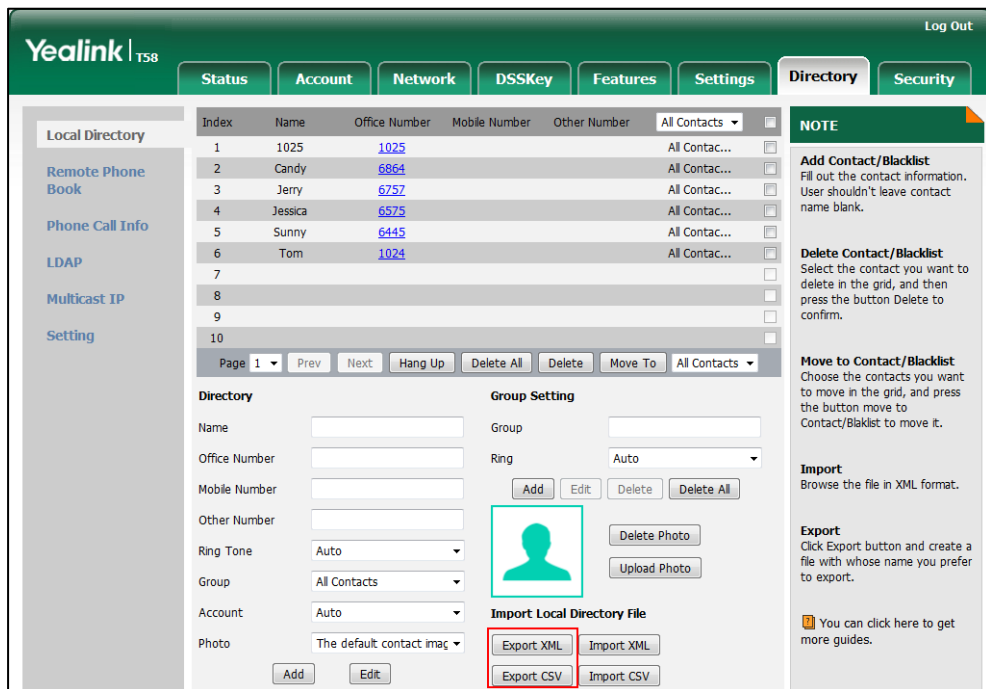 Log Out
Yealink | T58
Status Account Network DSSKey Features Settings Directory Security
Local Directory
Remote Phone
Book
Phone Call Info
LDAP
Multicast IP
Setting
Index Name Office Number Mobile Number Other Number All Contacts
1 1025 1025 All Contac...
2 Candy 6864 All Contac...
3 Jerry 6757 All Contac...
4 Jessica 6575 All Contac...
5 Sunny 6445 All Contac...
6 Tom 1024 All Contac...
7
8
9
10
Page 1 Prev Next Hang Up Delete All Delete Move To All Contacts
Directory
Name
Office Number
Mobile Number
Other Number
Ring Tone Auto
Group All Contacts
Account Auto
Photo The default contact imag
Add Edit
Group Setting
Group
Ring Auto
Add Edit Delete Delete All
Delete Photo
Upload Photo
Import Local Directory File
Export XML Import XML
Export CSV Import CSV
NOTE
Add Contact/Blacklist
Fill out the contact information.
User shouldn't leave contact
name blank.
Delete Contact/Blacklist
Select the contact you want to
delete in the grid, and then
press the button Delete to
confirm.
Move to Contact/Blacklist
Choose the contacts you want
to move in the grid, and press
the button move to
Contact/Blaklist to move it.
Import
Browse the file in XML format.
Export
Click Export button and create a
file with whose name you prefer
to export.
You can click here to get
more guides.